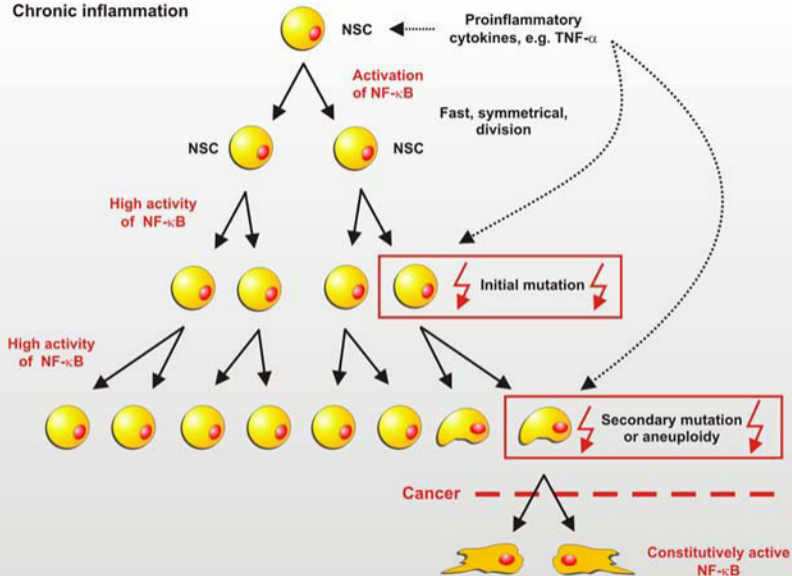 Chronic inflammation
NSC
Proinflammatory
cytokines, e.g. TNF-α
Activation
of NF-κB
Fast, symmetrical,
division
NSC
NSC
High activity
of NF-κB
Initial mutation
High activity
of NF-κB
Secondary mutation
or aneuploidy
Cancer
Constitutively active
NF-κB